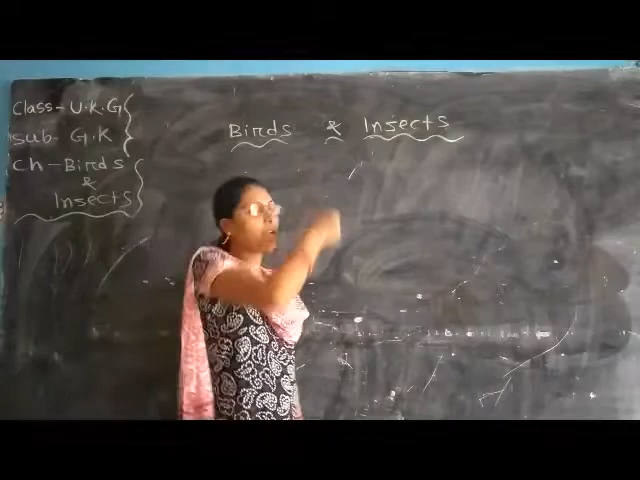 Class - U.K.G
Sub - G.K
Ch - Birds
&
Insects
Birds & Insects